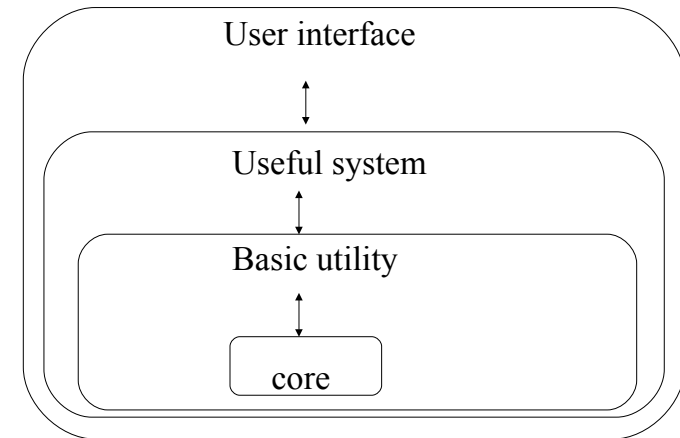 User interface
Useful system
Basic utility
core